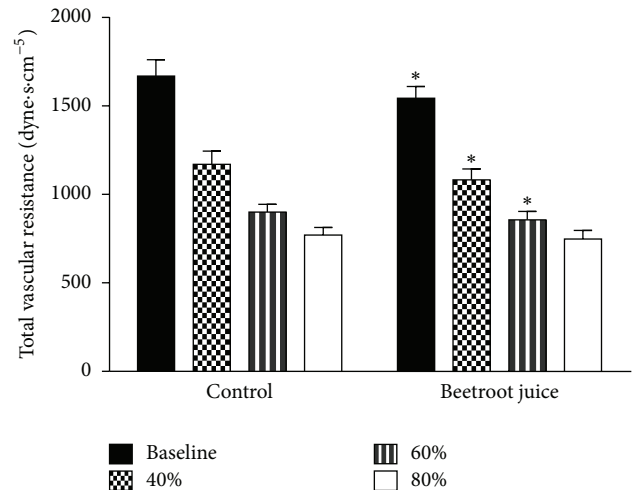 Total vascular resistance (dyne·s·cm⁻⁵)
2000
1500
1000
500
0
*
*
*
Control
Beetroot juice
Baseline
40%
60%
80%